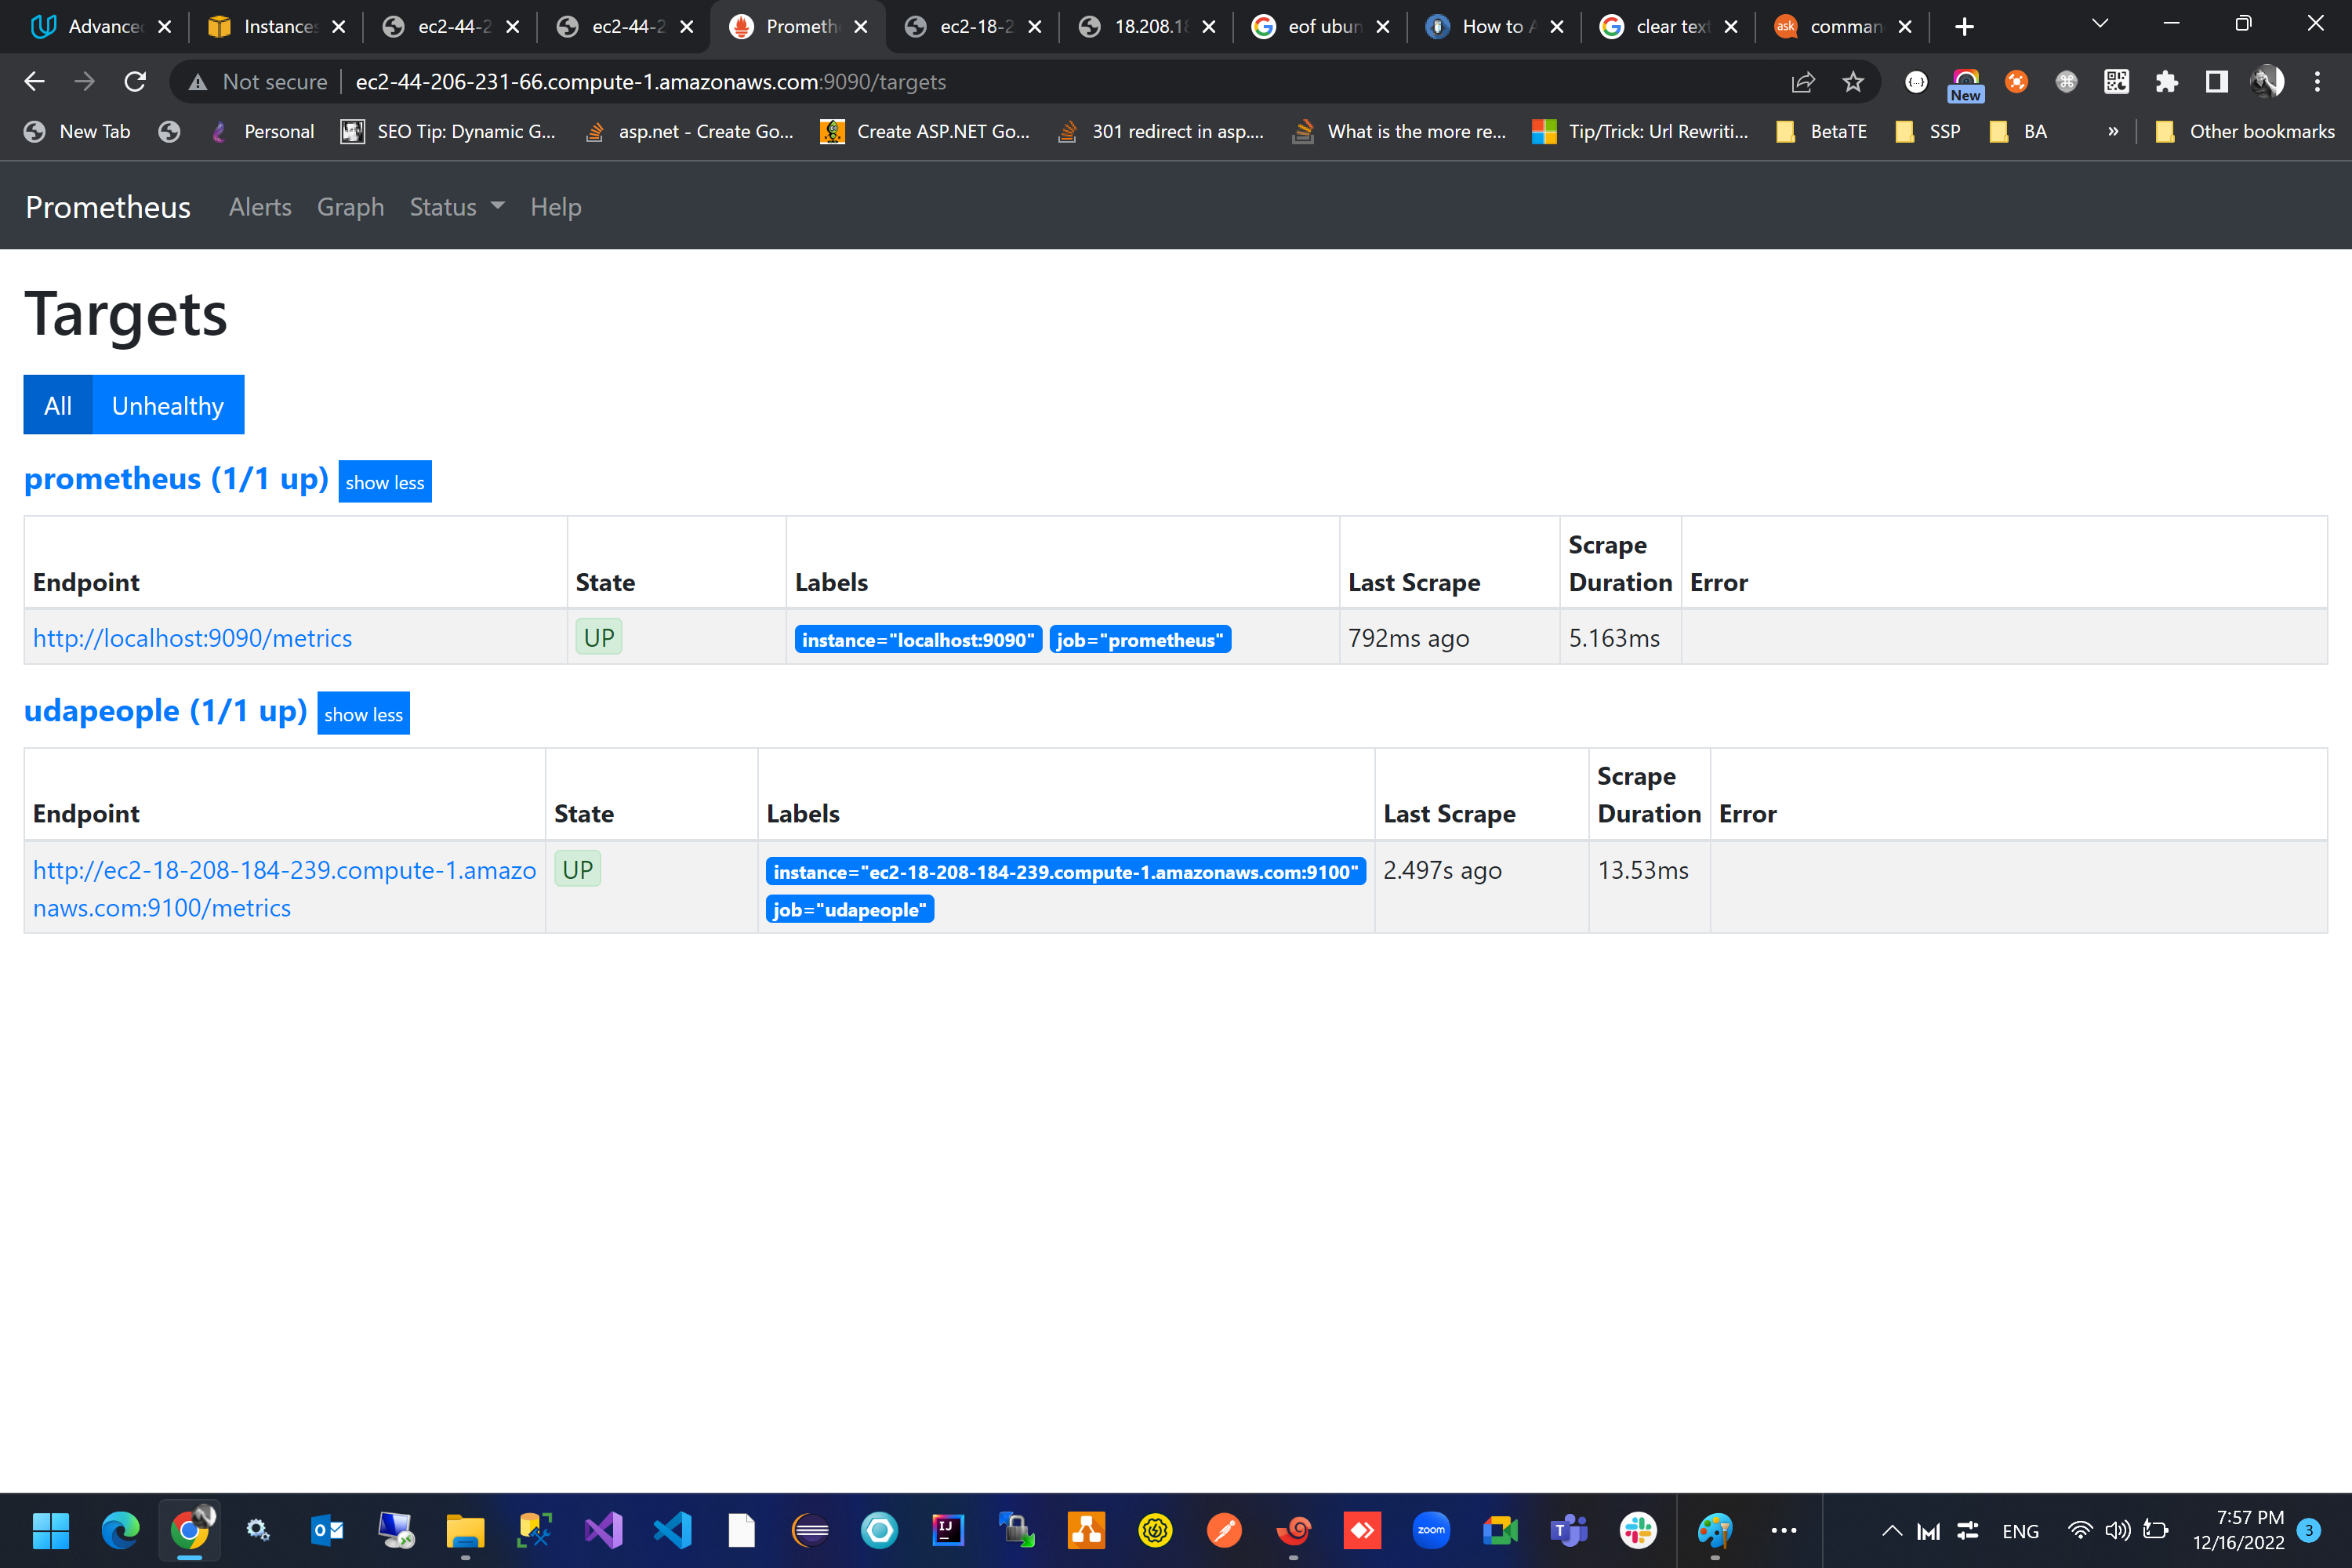 Advanced
Instances
ec2-44-2
ec2-44-2
Prometh
ec2-18-2
18.208.18
eof ubun
How to A
clear text
ask
comman
Not secure
ec2-44-206-231-66.compute-1.amazonaws.com:9090/targets
New
New Tab
Personal
SEO Tip: Dynamic G...
asp.net - Create Go...
Create ASP.NET Go...
301 redirect in asp....
What is the more re...
Tip/Trick: Url Rewriti...
BetaTE
SSP
BA
»
Other bookmarks
Prometheus
Alerts
Graph
Status
Help
Targets
All
Unhealthy
prometheus (1/1 up)
show less
Endpoint
State
Labels
Last Scrape
Scrape
Duration
Error
http://localhost:9090/metrics
UP
instance="localhost:9090"
job="prometheus"
792ms ago
5.163ms
udapeople (1/1 up)
show less
Endpoint
State
Labels
Last Scrape
Scrape
Duration
Error
http://ec2-18-208-184-239.compute-1.amazo
naws.com:9100/metrics
UP
instance="ec2-18-208-184-239.compute-1.amazonaws.com:9100"
job="udapeople"
2.497s ago
13.53ms
zoom
ENG
7:57 PM
12/16/2022
3